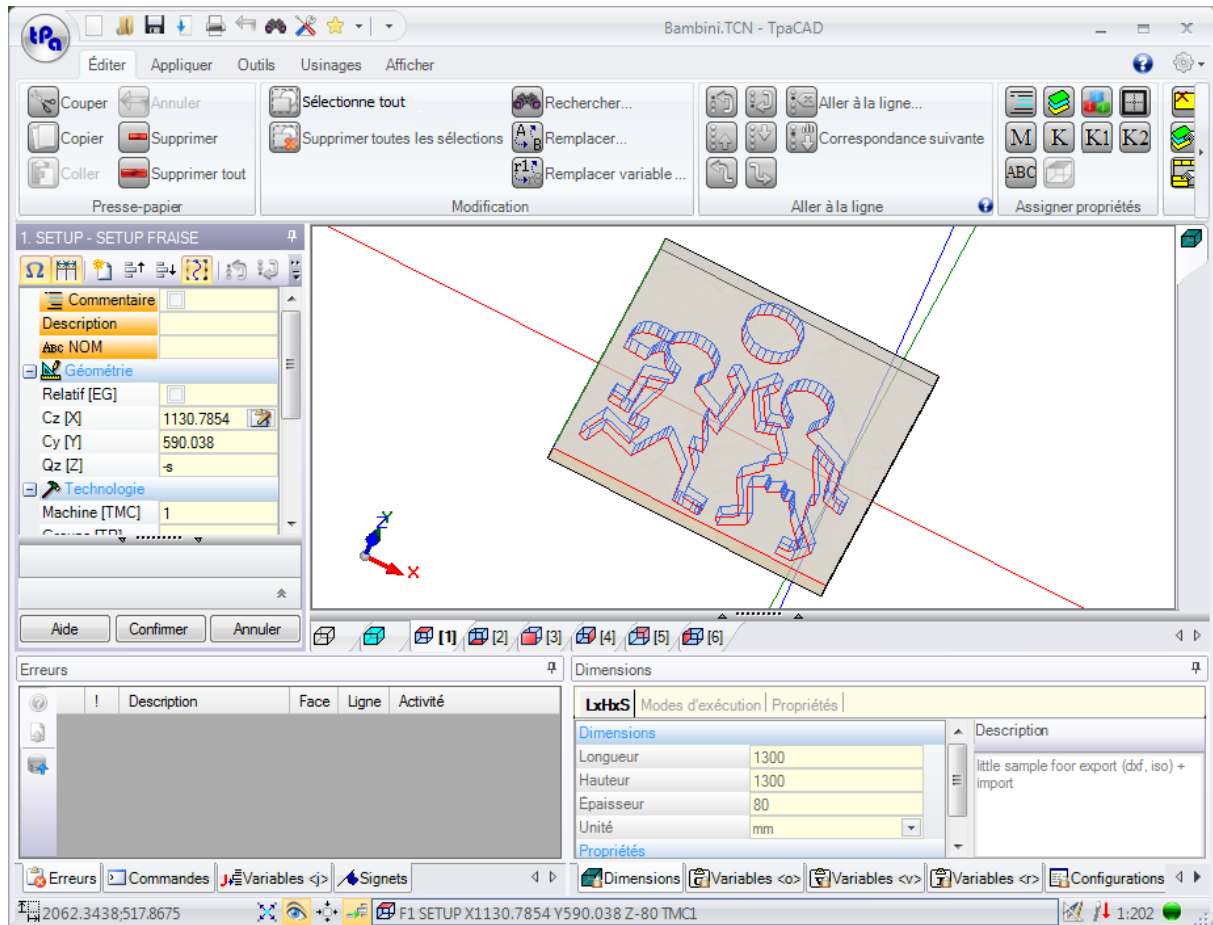 tpa
Bambini.TCN - TpaCAD
Éditer Appliquer Outils Usinages Afficher
Couper Annuler Sélectionne tout Rechercher... Aller à la ligne...
Copier Supprimer Supprimer toutes les sélections Remplacer... Correspondance suivante M K K1 K2
Coller Supprimer tout Remplacer variable ... ABC
Presse-papier Modification Aller à la ligne Assigner propriétés
1. SETUP - SETUP FRAISE
Commentaire
Description
ABC NOM
Géométrie
Relatif [EG]
Cz [X] 1130.7854
Cy [Y] 590.038
Qz [Z] -s
Technologie
Machine [TMC] 1
Aide Confirmer Annuler
Z Y
X
[1] [2] [3] [4] [5] [6]
Erreurs
! Description Face Ligne Activité
Dimensions
LxHxS Modes d'exécution Propriétés
Dimensions
Longueur 1300
Hauteur 1300
Épaisseur 80
Unité mm
Propriétés
Description
little sample foor export (dxf, iso) +
import
Erreurs Commandes Variables <j> Signets
Dimensions Variables <o> Variables <v> Variables <r> Configurations
2062.3438;517.8675 F1 SETUP X1130.7854 Y590.038 Z-80 TMC1 1:202